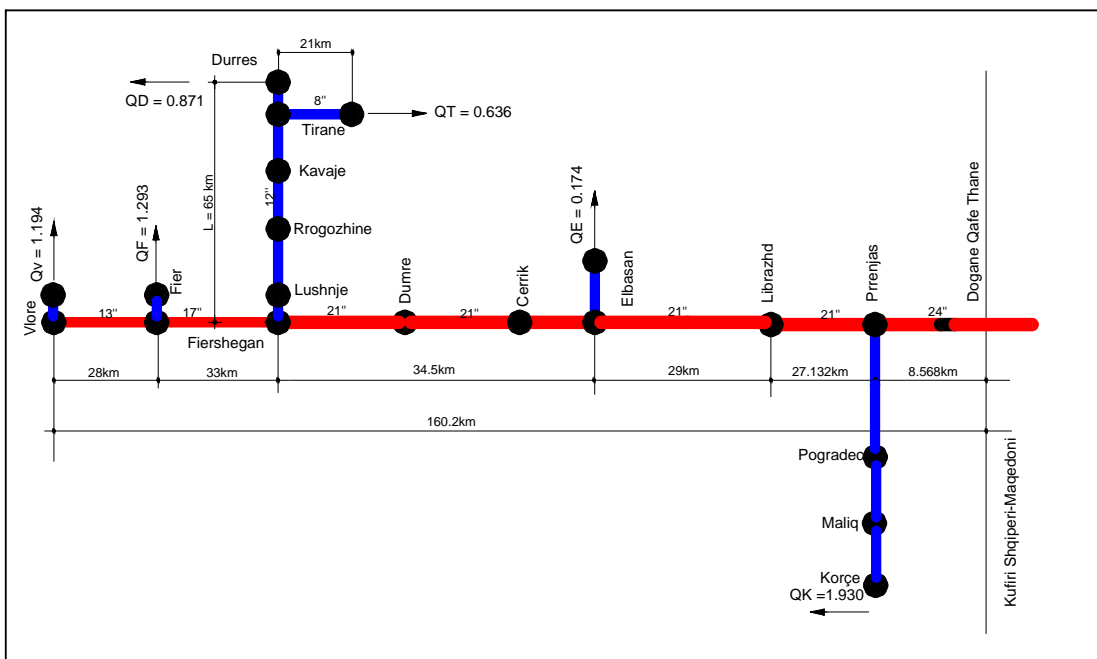 21km
Durres
8"
QD = 0.871
QT = 0.636
Tirane
Kavaje
L = 65 km
12"
Rrogozhine
Qv = 1.194
QF = 1.293
Fier
QE = 0.174
Lushnje
Dumre
Cerrik
Elbasan
Librazhd
Prrenjas
Dogane Qafe Thane
Vlore
13"
17"
21"
21"
21"
21"
24"
Fiershegan
28km
33km
34.5km
29km
27.132km
8.568km
160.2km
Pogradec
Maliq
Korçe
QK =1.930
Kufiri Shqiperi-Maqedoni